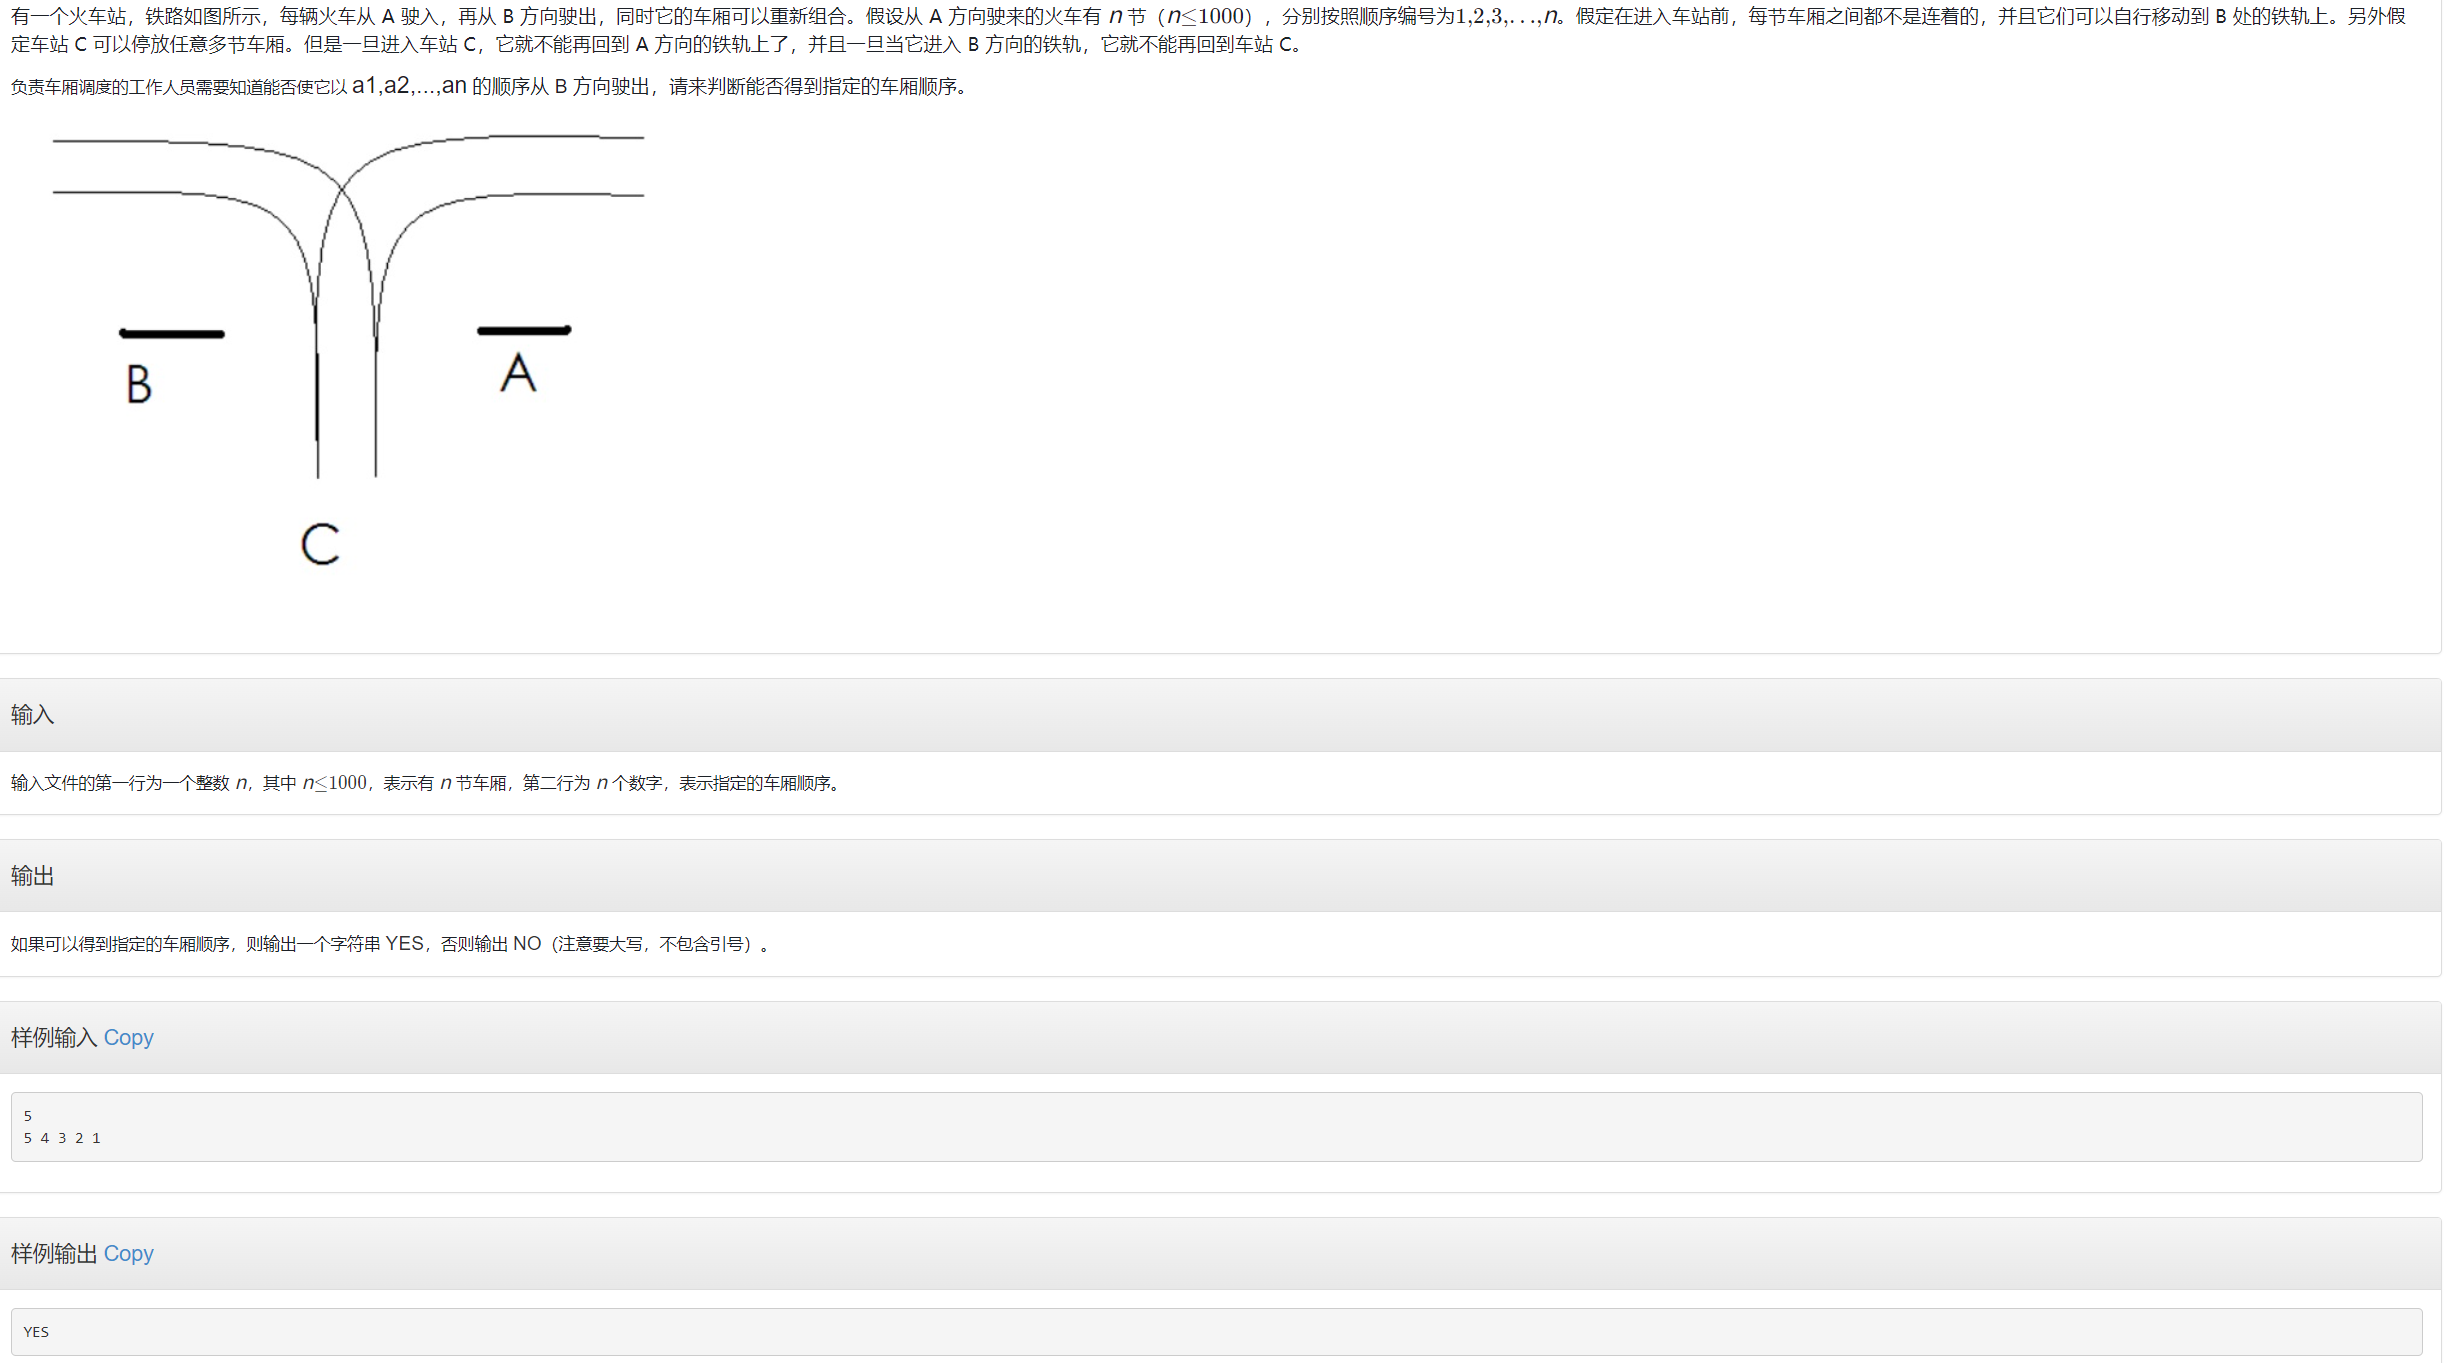 有一个火车站，铁路如图所示，每辆火车从 A 驶入，再从 B 方向驶出，同时它的车厢可以重新组合。假设从 A 方向驶来的火车有 n 节（n≤1000），分别按照顺序编号为1,2,3,...,n。假定在进入车站前，每节车厢之间都不是连着的，并且它们可以自行移动到 B 处的铁轨上。另外假
定车站 C 可以停放任意多节车厢。但是一旦进入车站 C，它就不能再回到 A 方向的铁轨上了，并且一旦当它进入 B 方向的铁轨，它就不能再回到车站 C。
负责车厢调度的工作人员需要知道能否使它以 a1,a2,...,an 的顺序从 B 方向驶出，请来判断能否得到指定的车厢顺序。
B
A
C
输入
输入文件的第一行为一个整数 n，其中 n≤1000，表示有 n 节车厢，第二行为 n 个数字，表示指定的车厢顺序。
输出
如果可以得到指定的车厢顺序，则输出一个字符串 YES，否则输出 NO（注意要大写，不包含引号）。
样例输入 Copy
5
5 4 3 2 1
样例输出 Copy
YES